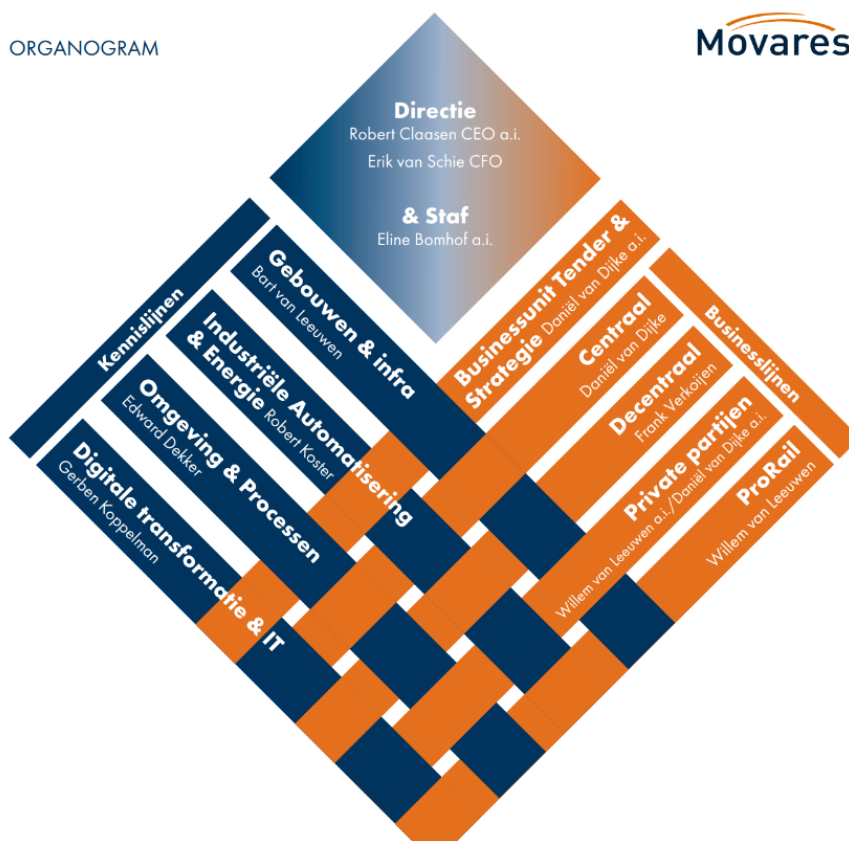 ORGANOGRAM
Movares
Directie
Robert Claasen CEO a.i.
Erik van Schie CFO
& Staf
Eline Bomhof a.i.
Kennislijnen
Gebouwen & infra
Bart van Leeuwen
Industriële Automatisering
& Energie Robert Koster
Omgeving & Processen
Edward Dekker
Digitale transformatie & IT
Gerben Koppelman
Businessunit Tender &
Strategie Daniël van Dijke a.i.
Centraal
Daniël van Dijke
Decentraal
Frank Verkoijen
Private partijen
Willem van Leeuwen a.i./Daniël van Dijke a.i.
ProRail
Willem van Leeuwen
Businesslijnen